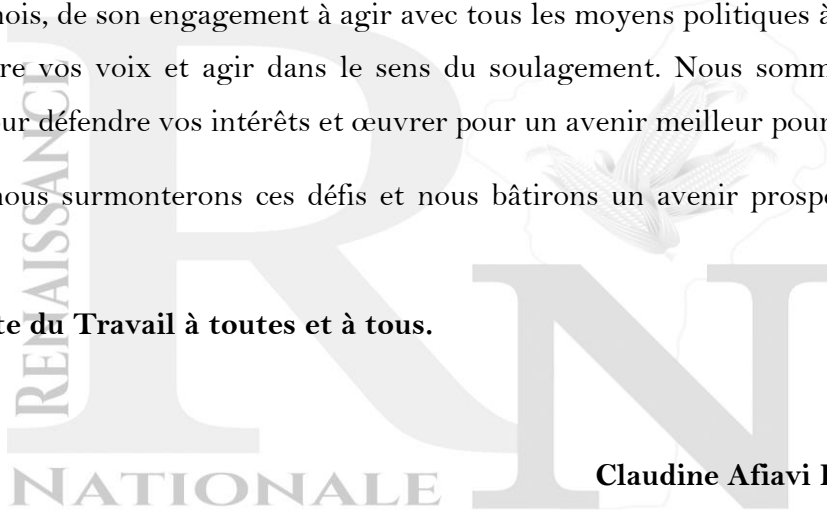 nois, de son engagement à agir avec tous les moyens politiques à
re vos voix et agir dans le sens du soulagement. Nous somm
ur défendre vos intérêts et œuvrer pour un avenir meilleur pour
nous surmonterons ces défis et nous bâtirons un avenir prospè
te du Travail à toutes et à tous.
Claudine Afiavi
RENAISSANCE
RN
NATIONALE